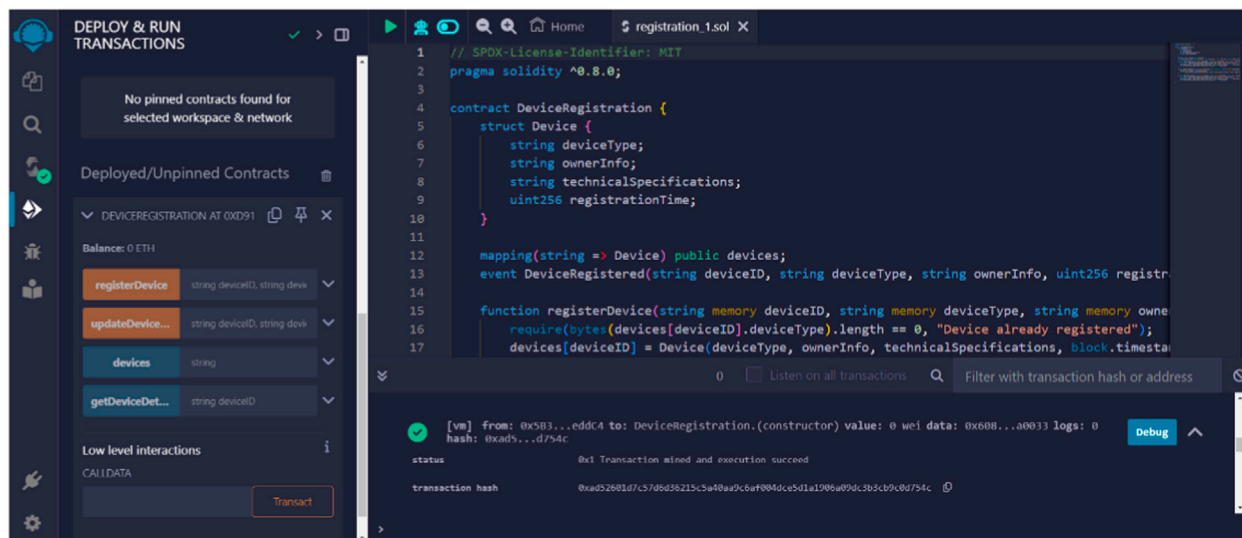 DEPLOY & RUN
TRANSACTIONS
No pinned contracts found for
selected workspace & network
Deployed/Unpinned Contracts
DEVICEREGISTRATION AT 0XD91
Balance: 0 ETH
registerDevice string deviceID, string devic
updateDevice... string deviceID, string devic
devices string
getDeviceDet... string deviceID
Low level interactions
i
CALLDATA
Transact
Home
registration_1.sol
1 // SPDX-License-Identifier: MIT
2 pragma solidity ^0.8.0;
3
4 contract DeviceRegistration {
5 struct Device {
6 string deviceType;
7 string ownerInfo;
8 string technicalSpecifications;
9 uint256 registrationTime;
10 }
11
12 mapping(string => Device) public devices;
13 event DeviceRegistered(string deviceID, string deviceType, string ownerInfo, uint256 registr
14
15 function registerDevice(string memory deviceID, string memory deviceType, string memory owne
16 require(bytes(devices[deviceID].deviceType).length == 0, "Device already registered");
17 devices[deviceID] = Device(deviceType, ownerInfo, technicalSpecifications, block.timesta
0 Listen on all transactions Filter with transaction hash or address
[vm] from: 0x5B3...eddC4 to: DeviceRegistration.(constructor) value: 0 wei data: 0x608...a0033 logs: 0
hash: 0xad5...d754c
Debug
status 0x1 Transaction mined and execution succeed
transaction hash
>